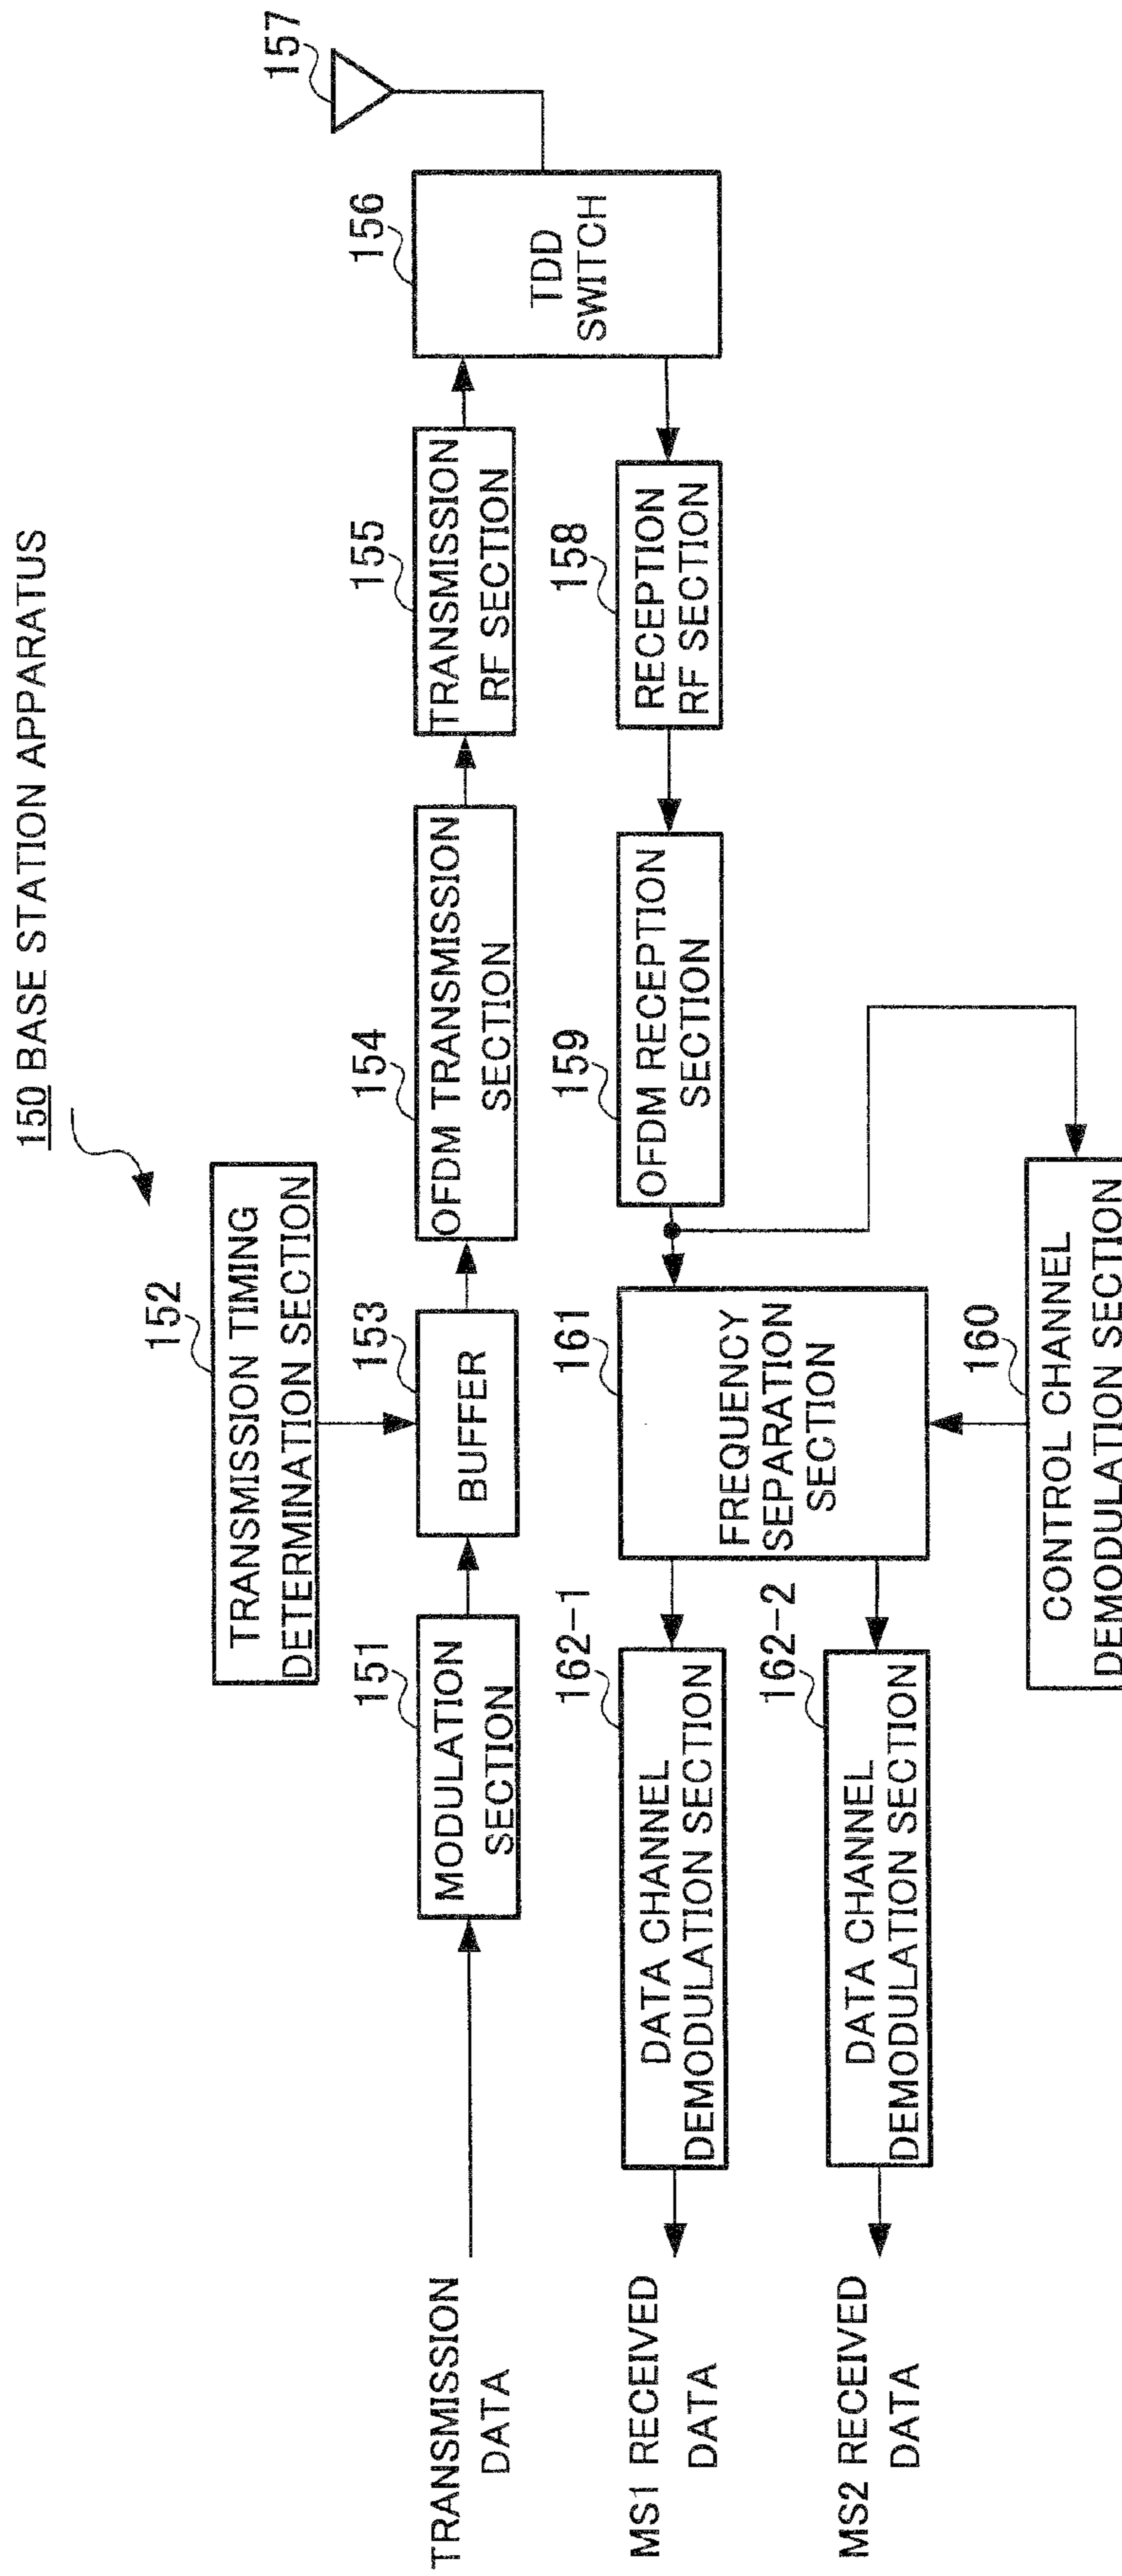 150 BASE STATION APPARATUS
152
TRANSMISSION TIMING
DETERMINATION SECTION
157
TRANSMISSION
DATA
151
MODULATION
SECTION
153
BUFFER
154
OFDM TRANSMISSION
SECTION
155
TRANSMISSION
RF SECTION
156
TDD
SWITCH
MS1 RECEIVED
DATA
162-1
DATA CHANNEL
DEMODULATION SECTION
161
FREQUENCY
SEPARATION
SECTION
159
OFDM RECEPTION
SECTION
158
RECEPTION
RF SECTION
MS2 RECEIVED
DATA
162-2
DATA CHANNEL
DEMODULATION SECTION
160
CONTROL CHANNEL
DEMODULATION SECTION